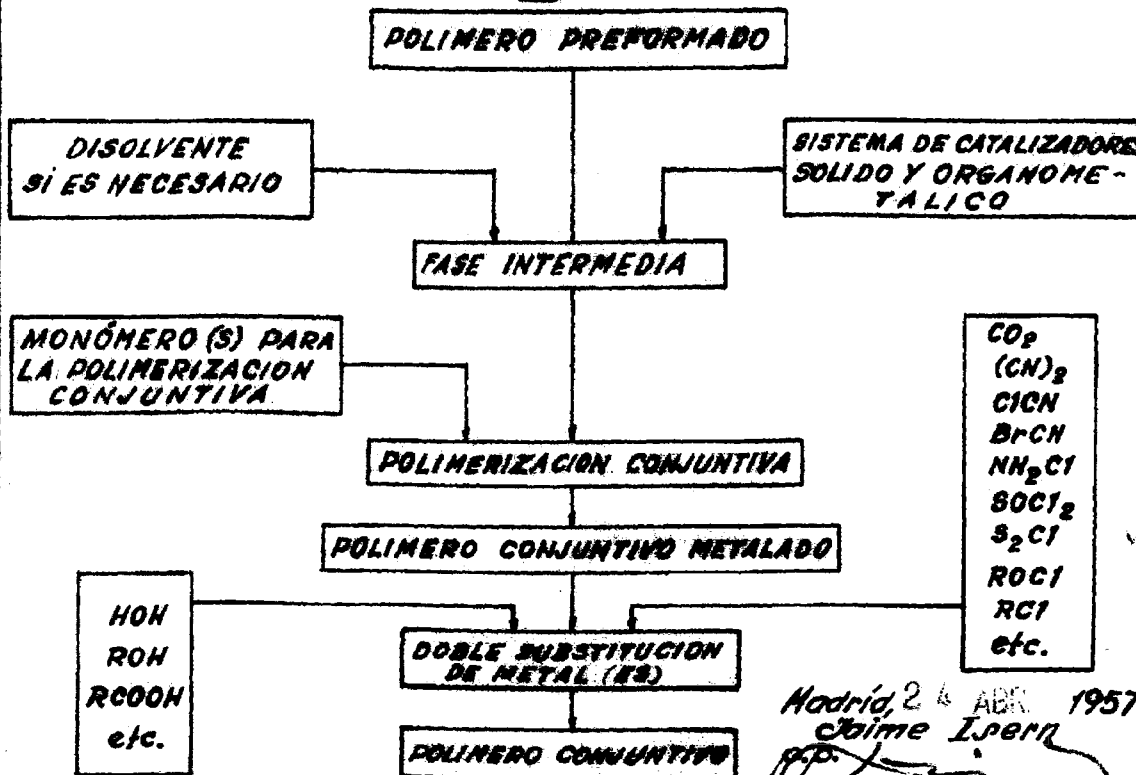 POLIMERO PREFORMADO
DISOLVENTE
SI ES NECESARIO
SISTEMA DE CATALIZADORES
SOLIDO Y ORGANOME-
TALICO
FASE INTERMEDIA
MONÓMERO (S) PARA
LA POLIMERIZACION
CONJUNTIVA
CO₂
(CN)₂
ClCN
BrCN
NH₂Cl
SOCl₂
S₂Cl
ROCl
RCl
etc.
POLIMERIZACION CONJUNTIVA
POLIMERO CONJUNTIVO METALADO
HOH
ROH
RCOOH
etc.
DOBLE SUBSTITUCION
DE METAL (ES)
POLIMERO CONJUNTIVO
Madrid, 24 ABR. 1957
Jaime Isern
p.p.